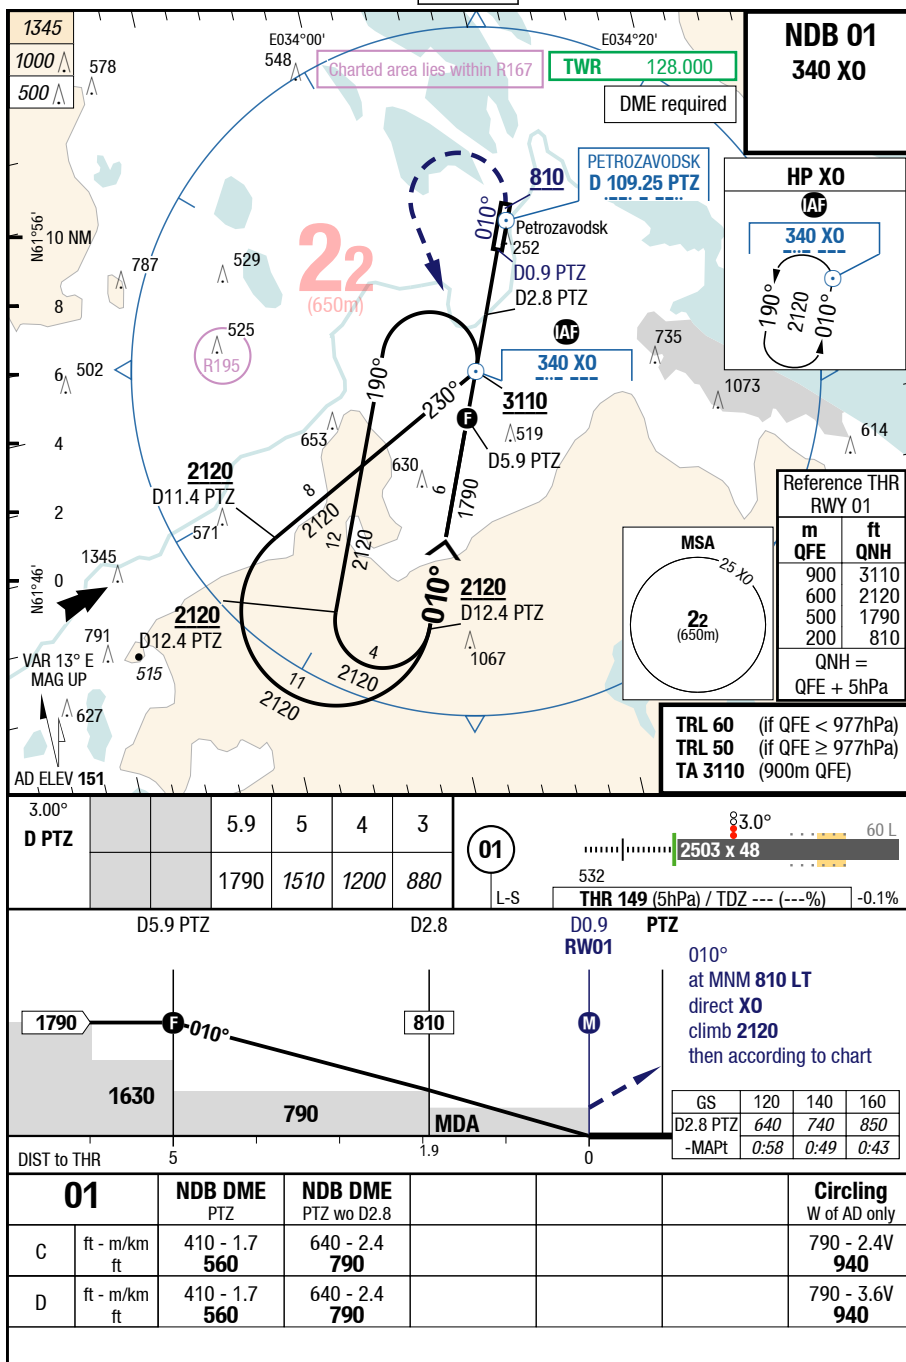 1345
1000
500
E034°00'
E034°20'
NDB 01
340 XO
578
548
Charted area lies within R167
TWR 128.000
DME required
PETROZAVODSK
D 109.25 PTZ
HP XO
IAF
340 XO
190°
2120
010°
N61°56'
10 NM
8
6
4
2
0
N61°46'
787
529
22
(650m)
525
R195
502
810
010°
Petrozavodsk
252
D0.9 PTZ
D2.8 PTZ
IAF
340 XO
735
1073
614
190°
230°
3110
F
519
D5.9 PTZ
653
630
6
1790
2120
D11.4 PTZ
8
2120
571
12
2120
1345
010°
2120
D12.4 PTZ
2120
D12.4 PTZ
791
515
1067
4
2120
11
2120
627
VAR 13° E
MAG UP
AD ELEV 151
MSA
25 XO
22
(650m)
Reference THR
RWY 01
m ft
QFE QNH
900 3110
600 2120
500 1790
200 810
QNH =
QFE + 5hPa
TRL 60 (if QFE < 977hPa)
TRL 50 (if QFE ≥ 977hPa)
TA 3110 (900m QFE)
3.00°
D PTZ
5.9 5 4 3
1790 1510 1200 880
01
L-S
3.0°
60 L
2503 x 48
532
THR 149 (5hPa) / TDZ --- (---%) -0.1%
D5.9 PTZ D2.8 D0.9 PTZ
RW01
1790
F
010°
810
M
1630
790
MDA
010°
at MNM 810 LT
direct XO
climb 2120
then according to chart
GS 120 140 160
D2.8 PTZ 640 740 850
-MAPt 0:58 0:49 0:43
DIST to THR 5 1.9 0
01 NDB DME NDB DME Circling
PTZ PTZ wo D2.8 W of AD only
C ft - m/km 410 - 1.7 640 - 2.4 790 - 2.4V
ft 560 790 940
D ft - m/km 410 - 1.7 640 - 2.4 790 - 3.6V
ft 560 790 940